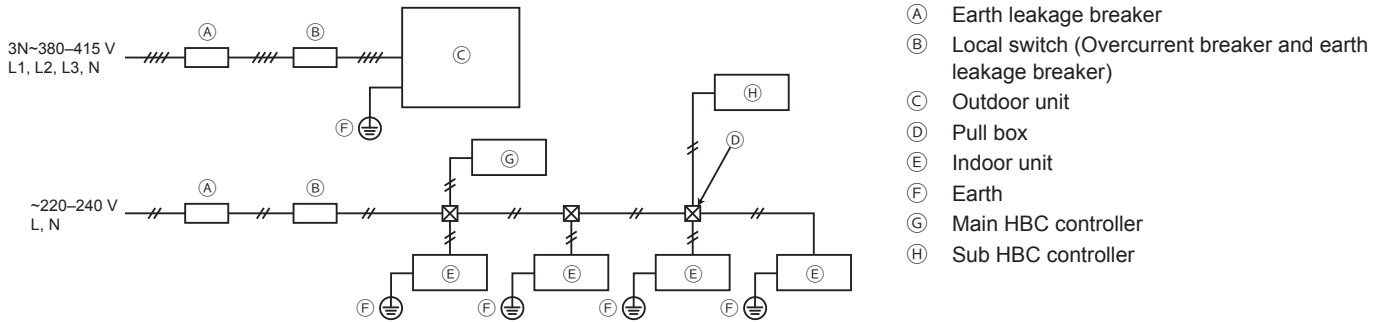 3N~380–415 V
L1, L2, L3, N
Ⓐ
Ⓑ
Ⓒ
Ⓕ
Ⓗ
Ⓓ
Ⓖ
~220–240 V
L, N
Ⓐ
Ⓑ
Ⓔ
Ⓔ
Ⓔ
Ⓔ
Ⓕ
Ⓕ
Ⓕ
Ⓕ
Ⓐ Earth leakage breaker
Ⓑ Local switch (Overcurrent breaker and earth
leakage breaker)
Ⓒ Outdoor unit
Ⓓ Pull box
Ⓔ Indoor unit
Ⓕ Earth
Ⓖ Main HBC controller
Ⓗ Sub HBC controller